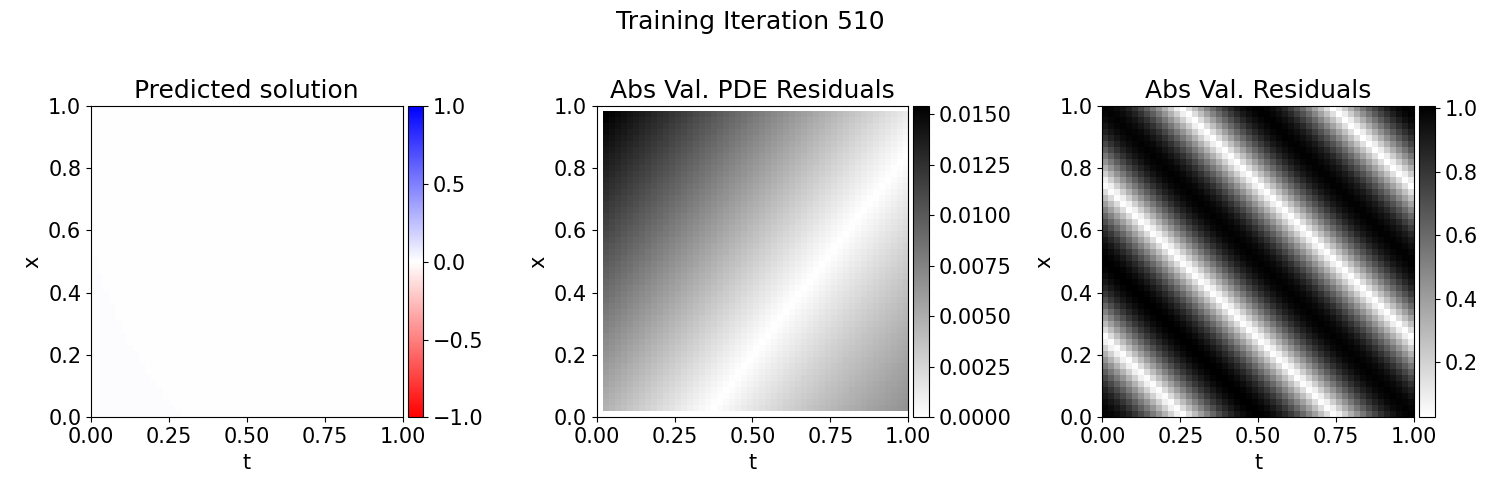 Training Iteration 510
Predicted solution
1.0
0.8
0.6
0.4
0.2
0.0
x
0.00 0.25 0.50 0.75 1.00
t
1.0
0.5
0.0
−0.5
−1.0
Abs Val. PDE Residuals
1.0
0.8
0.6
0.4
0.2
0.0
x
0.00 0.25 0.50 0.75 1.00
t
0.0150
0.0125
0.0100
0.0075
0.0050
0.0025
0.0000
Abs Val. Residuals
1.0
0.8
0.6
0.4
0.2
0.0
x
0.00 0.25 0.50 0.75 1.00
t
1.0
0.8
0.6
0.4
0.2